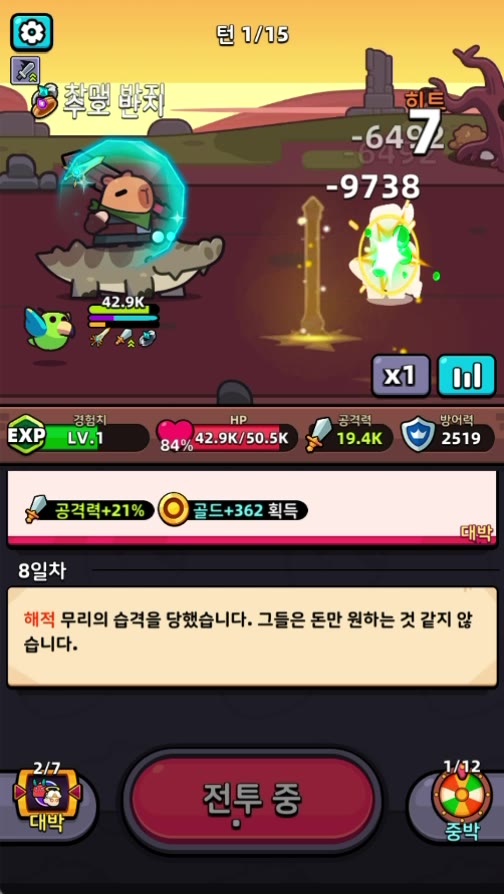 턴 1/15
히트
7
-6492
-6492
-9738
42.9K
x1
경험치
EXP LV.1
HP
84% 42.9K/50.5K
공격력
19.4K
방어력
2519
공격력+21% 골드+362 획득
대박
8일차
해적 무리의 습격을 당했습니다. 그들은 돈만 원하는 것 같지 않
습니다.
2/7
대박
전투 중
1/12
중박